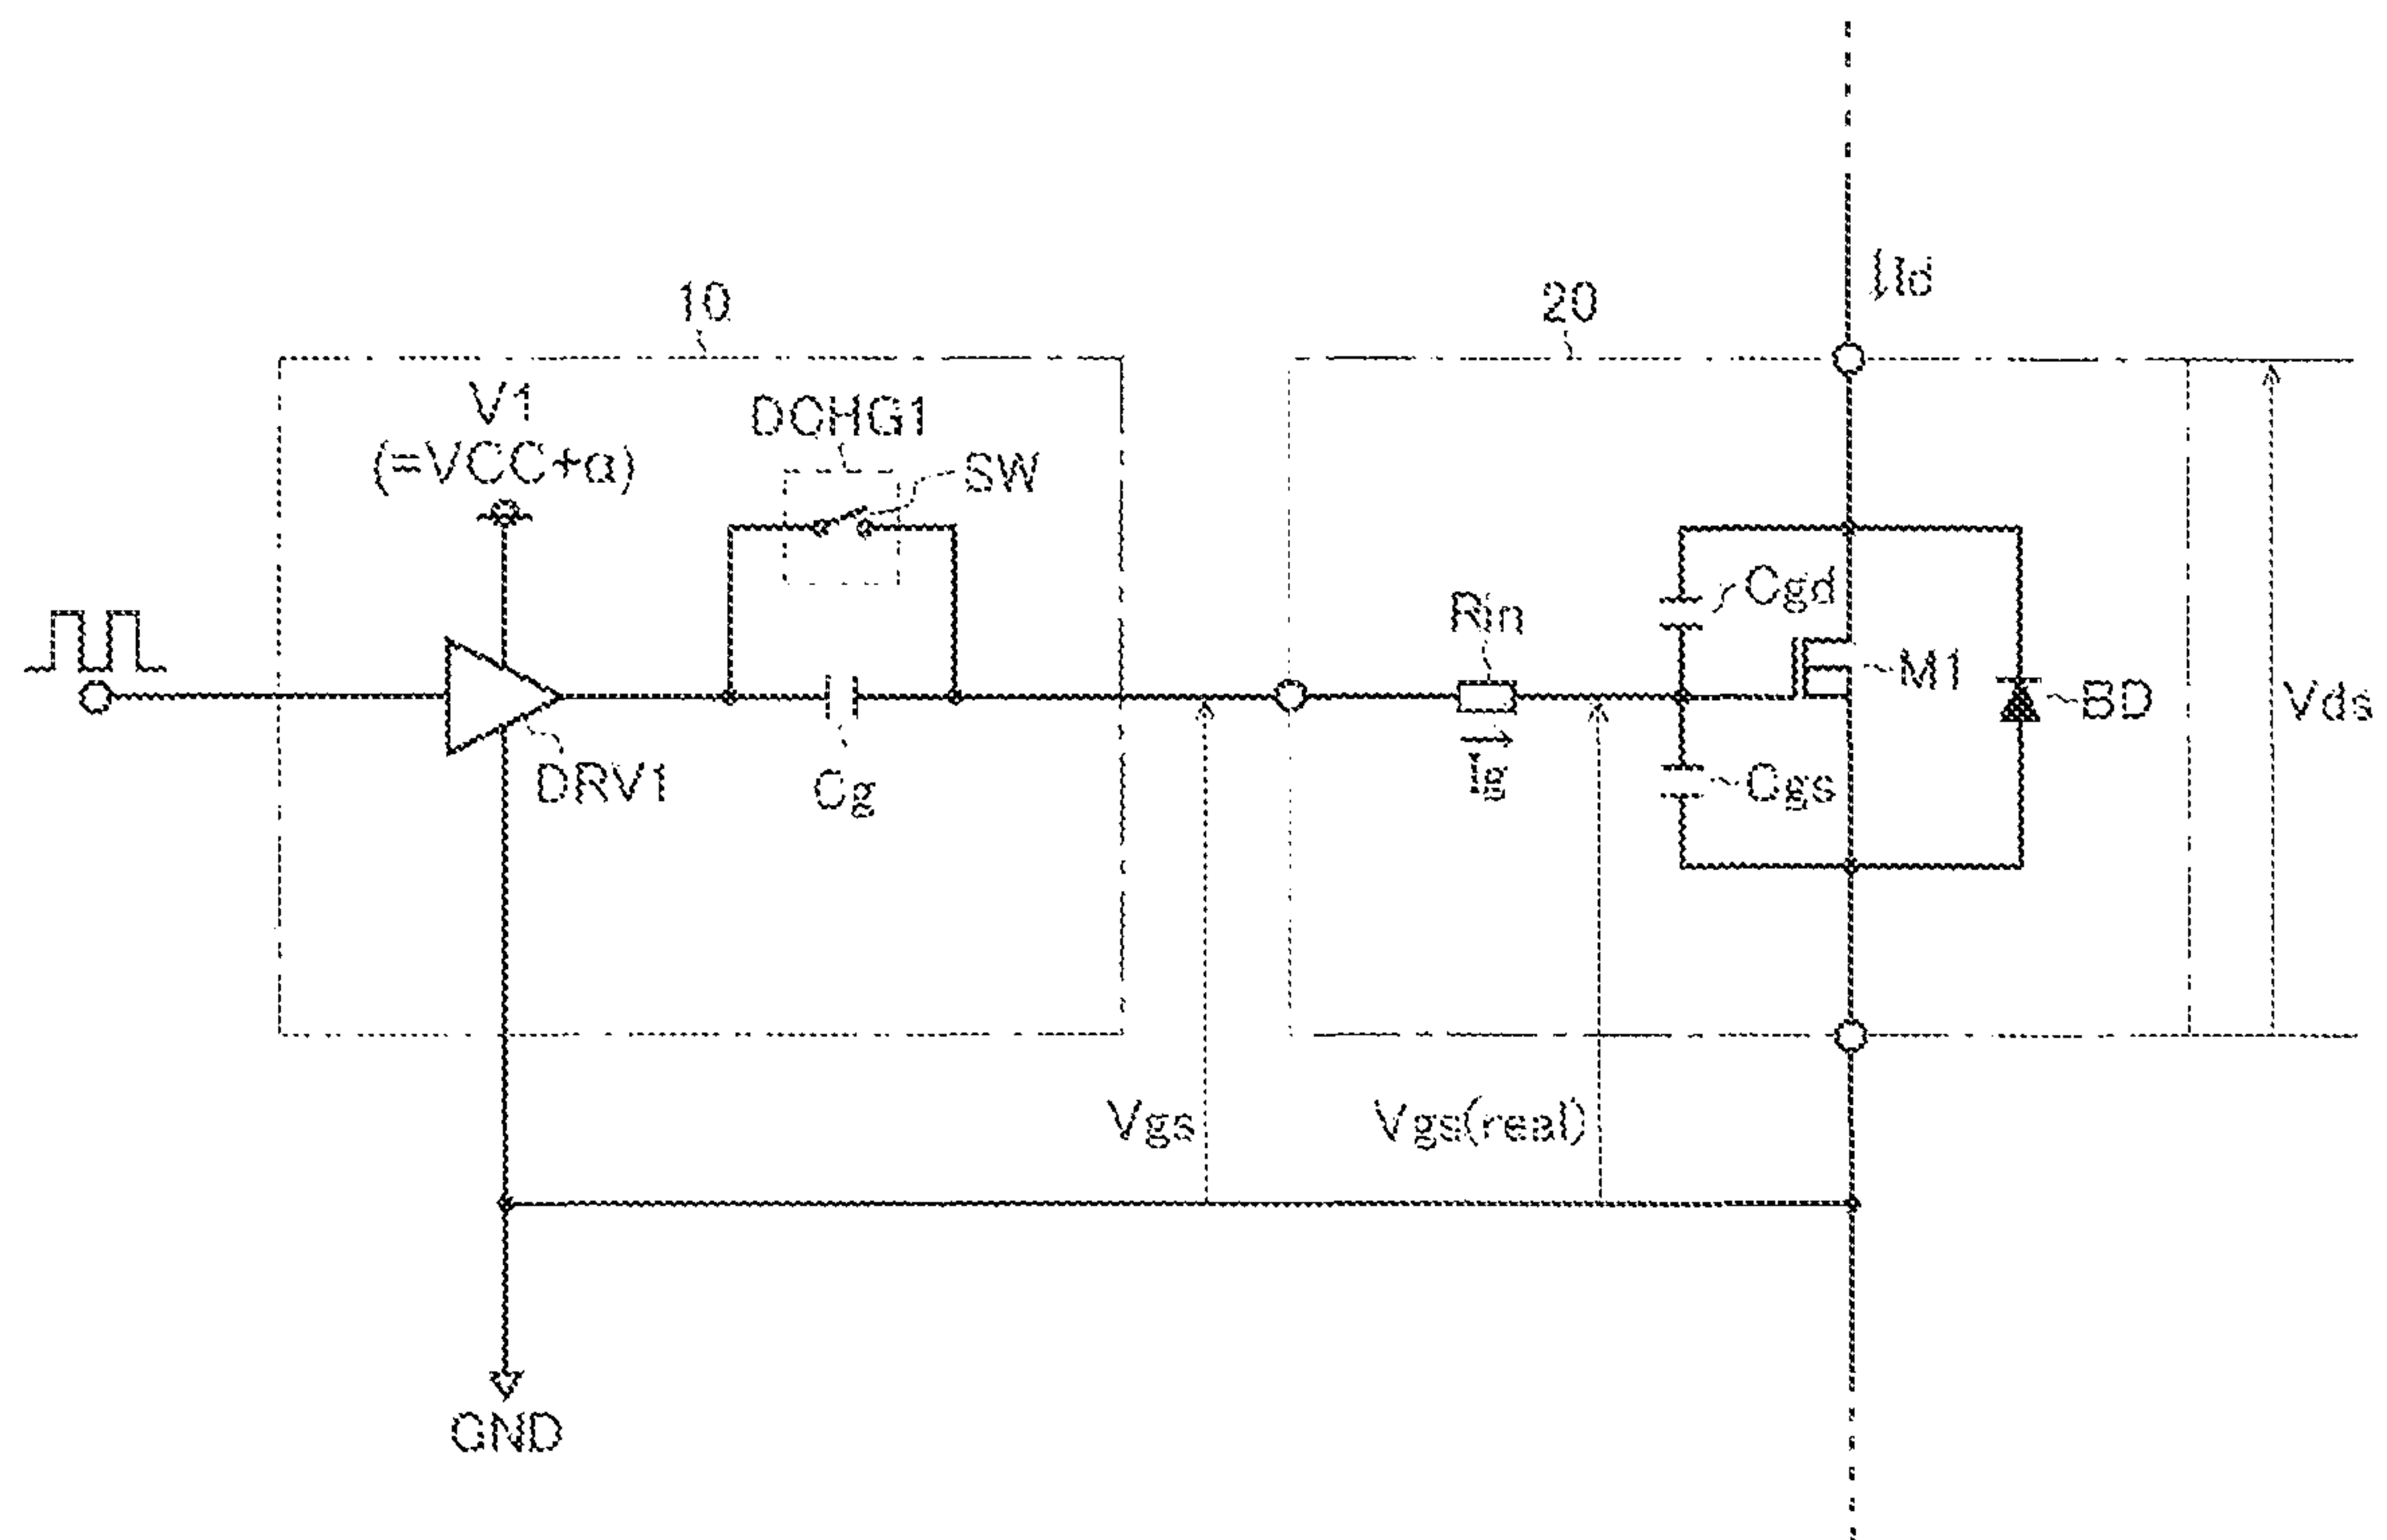 Id
10
20
V1
(=VCC+α)
DCHG1
SW
Cgd
Rin
M1
BD
Vds
DRV1
Cg
Ig
Cgs
Vgs
Vgs(real)
GND